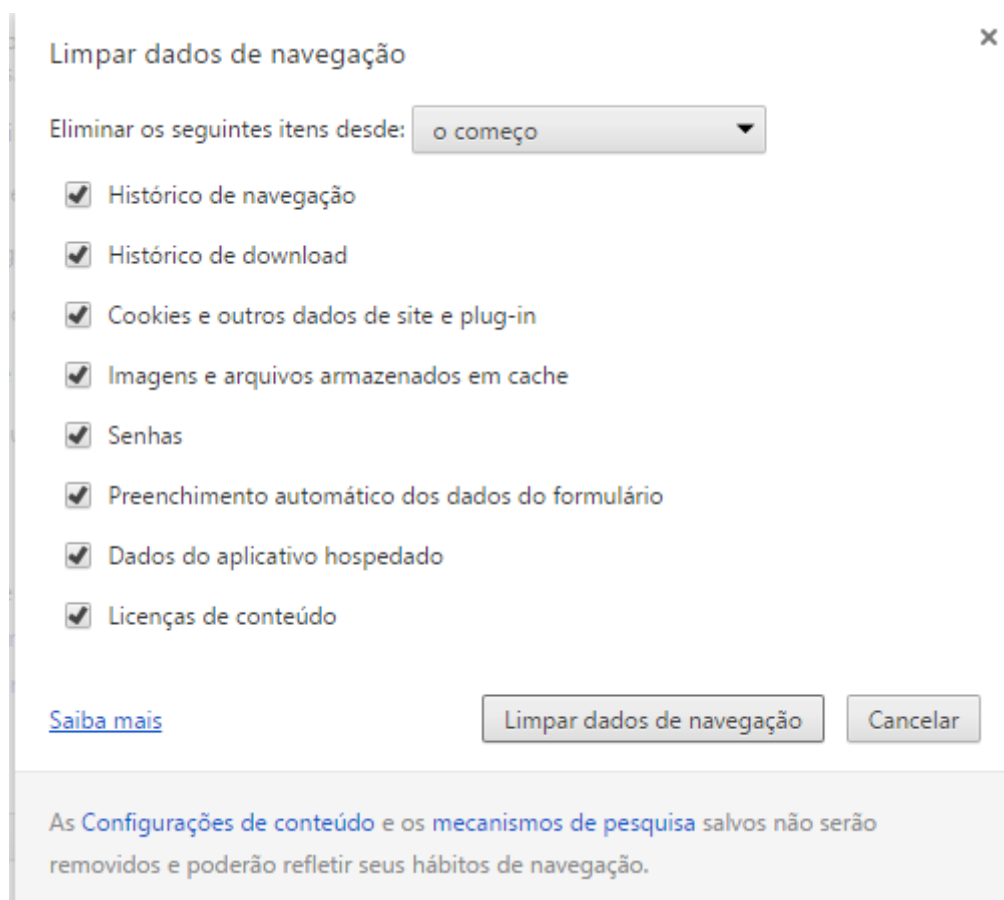 Limpar dados de navegação
Eliminar os seguintes itens desde: o começo
Histórico de navegação
Histórico de download
Cookies e outros dados de site e plug-in
Imagens e arquivos armazenados em cache
Senhas
Preenchimento automático dos dados do formulário
Dados do aplicativo hospedado
Licenças de conteúdo
Saiba mais Limpar dados de navegação Cancelar
As Configurações de conteúdo e os mecanismos de pesquisa salvos não serão
removidos e poderão refletir seus hábitos de navegação.